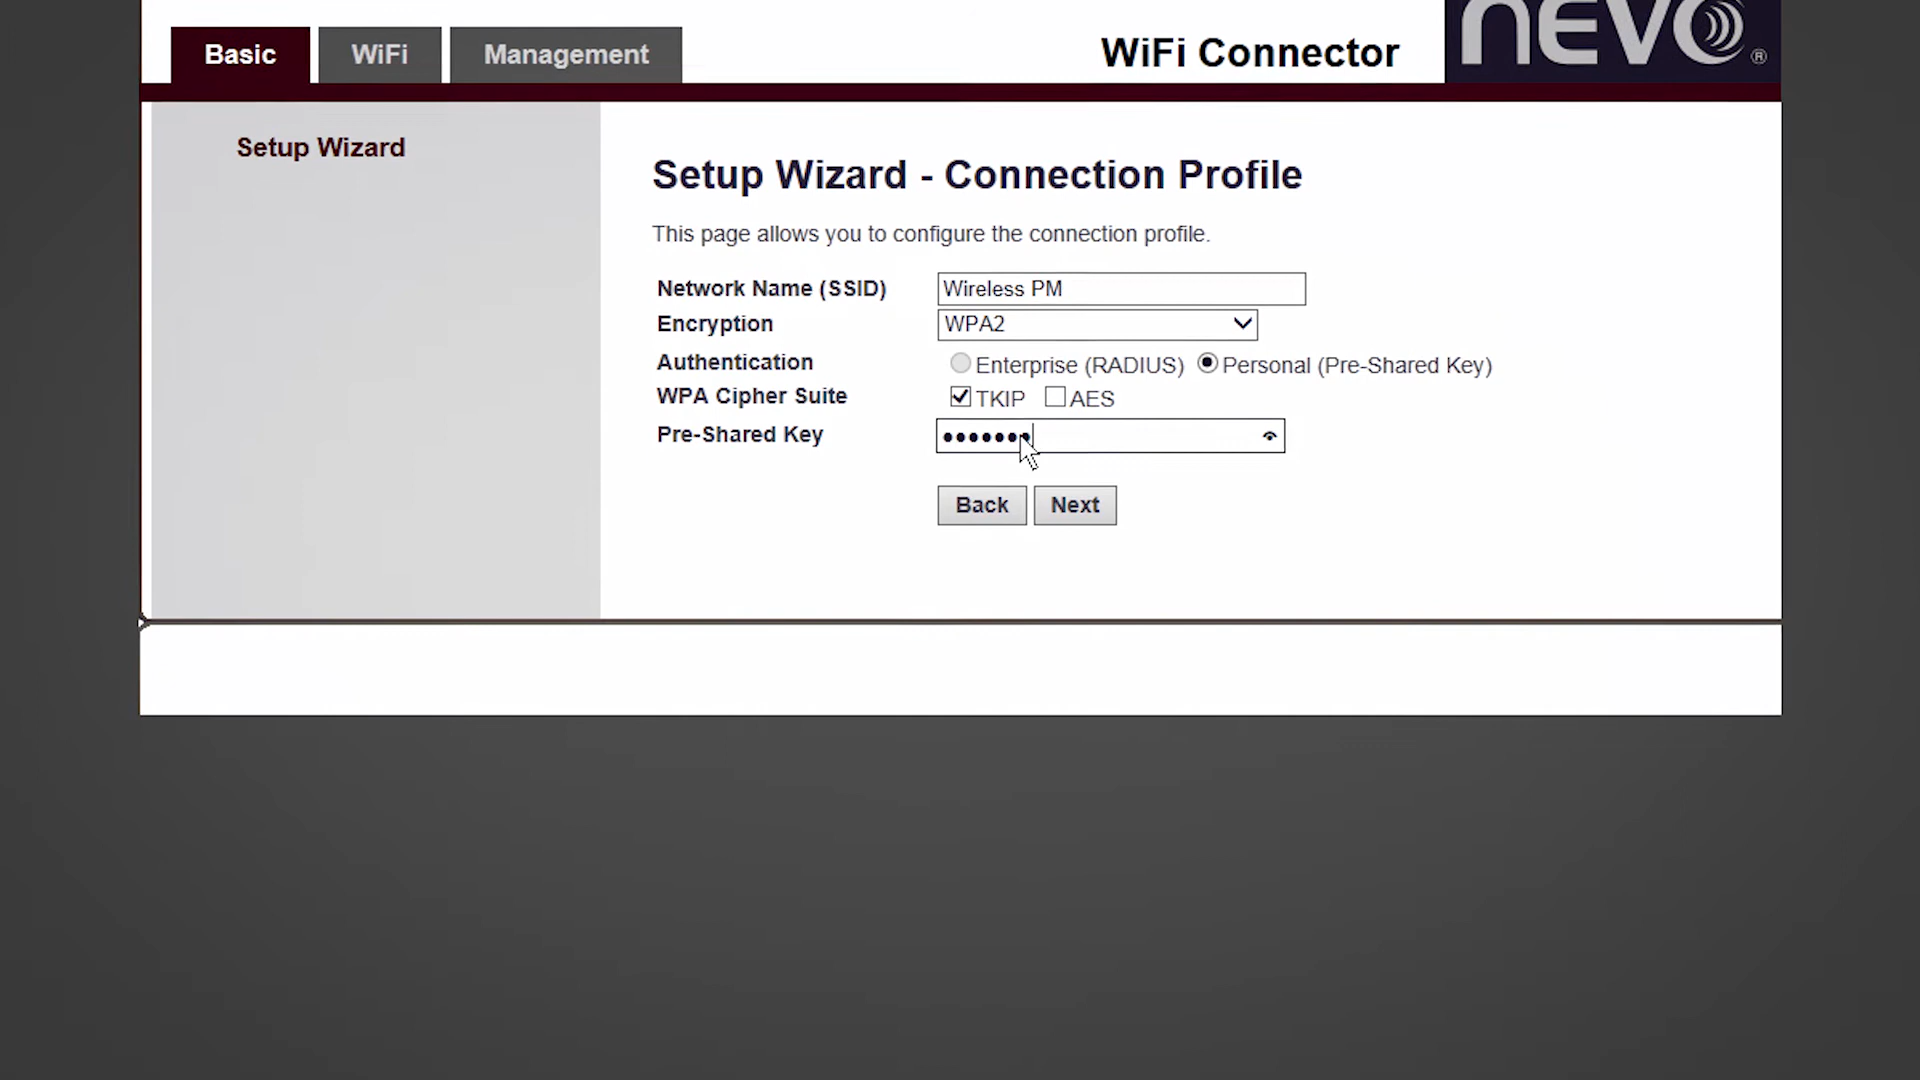 Basic WiFi Management WiFi Connector nevo ®
Setup Wizard
Setup Wizard - Connection Profile
This page allows you to configure the connection profile.
Network Name (SSID) Wireless PM
Encryption WPA2
Authentication Enterprise (RADIUS) Personal (Pre-Shared Key)
WPA Cipher Suite TKIP AES
Pre-Shared Key •••••••
Back Next